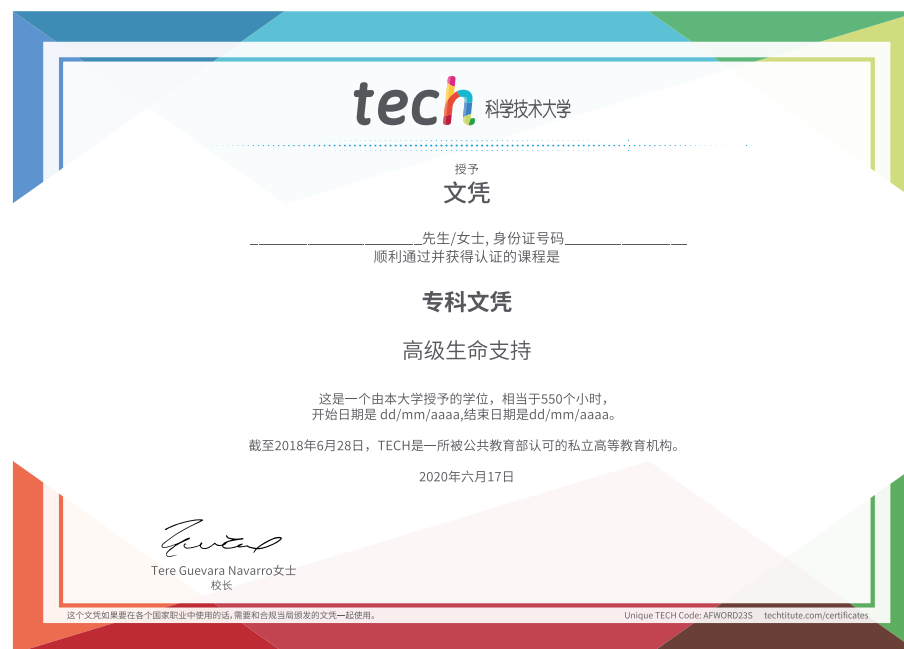 tech 科学技术大学
授予
文凭
______________________先生/女士, 身份证号码_______________
顺利通过并获得认证的课程是
专科文凭
高级生命支持
这是一个由本大学授予的学位，相当于550个小时，
开始日期是 dd/mm/aaaa,结束日期是dd/mm/aaaa。
截至2018年6月28日，TECH是一所被公共教育部认可的私立高等教育机构。
2020年六月17日
Tere Guevara Navarro女士
校长
这个文凭如果要在各个国家职业中使用的话,需要和合规当局颁发的文凭一起使用。
Unique TECH Code: AFWORD23S techtitute.com/certificates